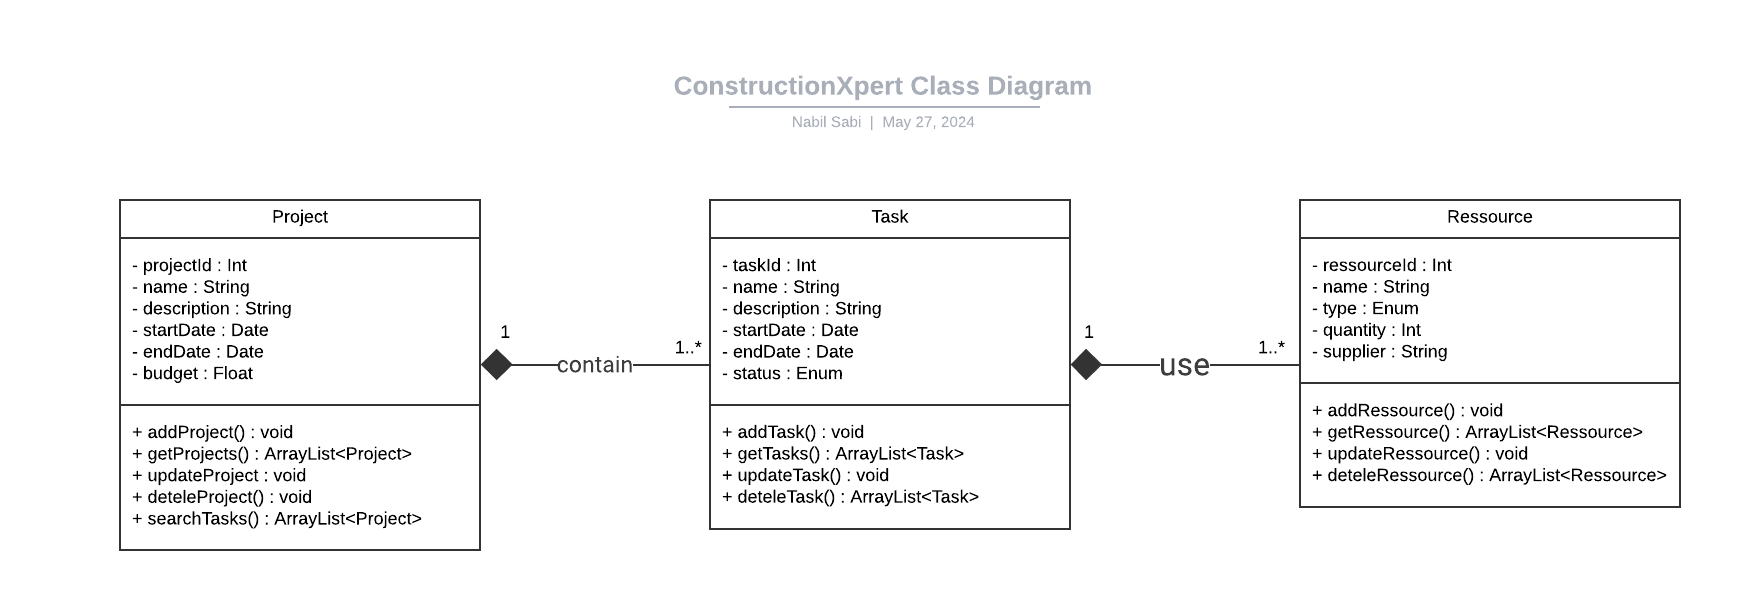 ConstructionXpert Class Diagram
Nabil Sabi | May 27, 2024
Project
- projectId : Int
- name : String
- description : String
- startDate : Date
- endDate : Date
- budget : Float
+ addProject() : void
+ getProjects() : ArrayList<Project>
+ updateProject : void
+ deteleProject() : void
+ searchTasks() : ArrayList<Project>
1
contain
1..*
Task
- taskId : Int
- name : String
- description : String
- startDate : Date
- endDate : Date
- status : Enum
+ addTask() : void
+ getTasks() : ArrayList<Task>
+ updateTask() : void
+ deteleTask() : ArrayList<Task>
1
use
1..*
Ressource
- ressourceId : Int
- name : String
- type : Enum
- quantity : Int
- supplier : String
+ addRessource() : void
+ getRessource() : ArrayList<Ressource>
+ updateRessource() : void
+ deteleRessource() : ArrayList<Ressource>